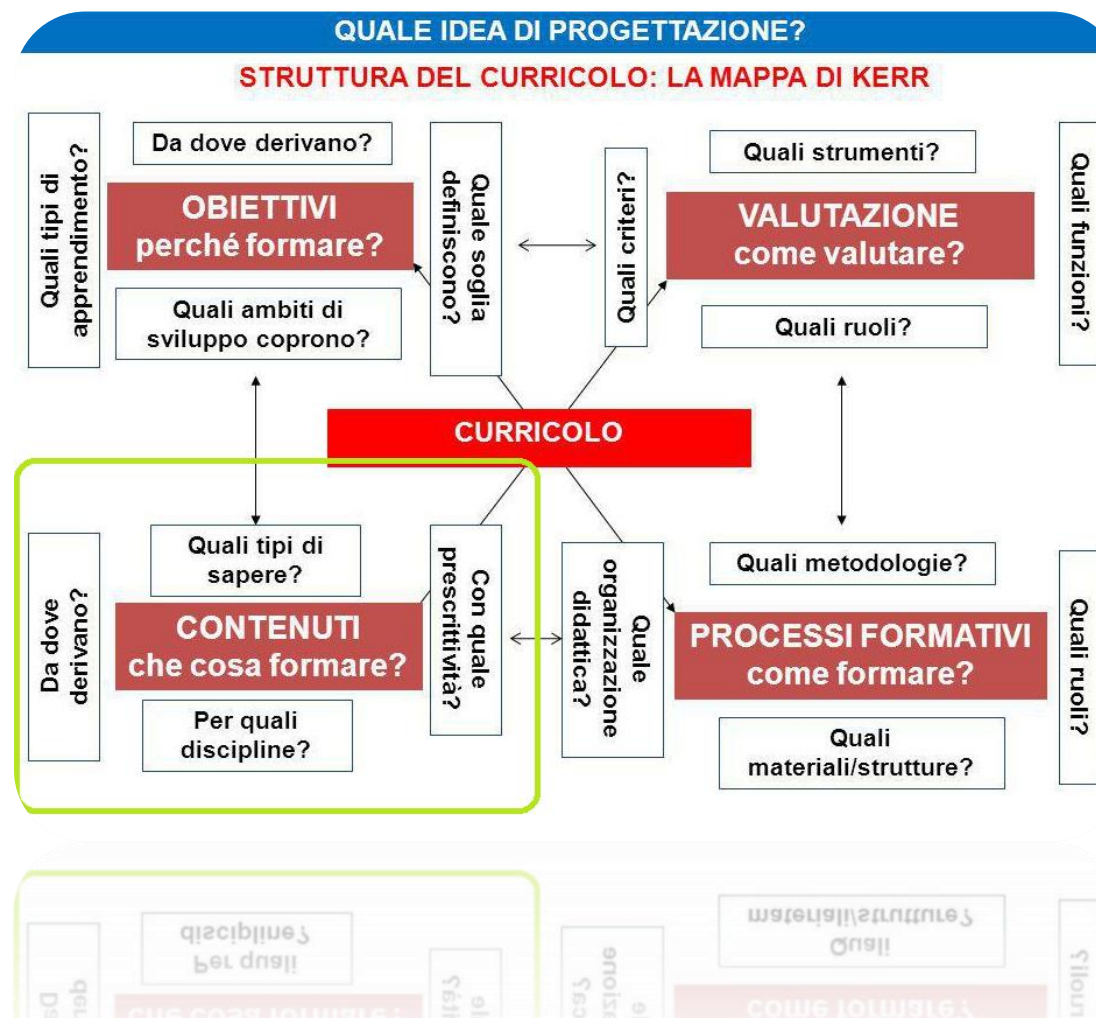 QUALE IDEA DI PROGETTAZIONE?
STRUTTURA DEL CURRICOLO: LA MAPPA DI KERR
Quali tipi di
apprendimento?
Da dove derivano?
OBIETTIVI
perché formare?
Quali ambiti di
sviluppo coprono?
Quale soglia
definiscono?
Quali criteri?
Quali strumenti?
VALUTAZIONE
come valutare?
Quali ruoli?
Quali funzioni?
CURRICOLO
Da dove
derivano?
Quali tipi di
sapere?
CONTENUTI
che cosa formare?
Per quali
discipline?
Con quale
prescrittività?
Quale
organizzazione
didattica?
Quali metodologie?
PROCESSI FORMATIVI
come formare?
Quali
materiali/strutture?
Quali ruoli?